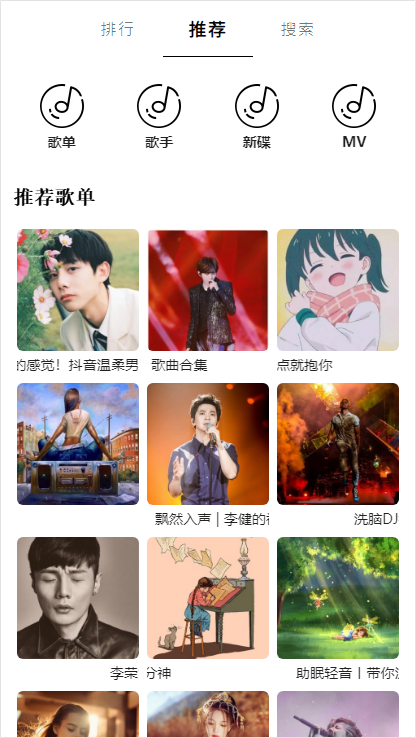 排行
推荐
搜索
歌单
歌手
新碟
MV
推荐歌单
的感觉！抖音温柔男
歌曲合集
点就抱你
飘然入声 | 李健的
洗脑DJ
李荣
分神
助眠轻音丨带你